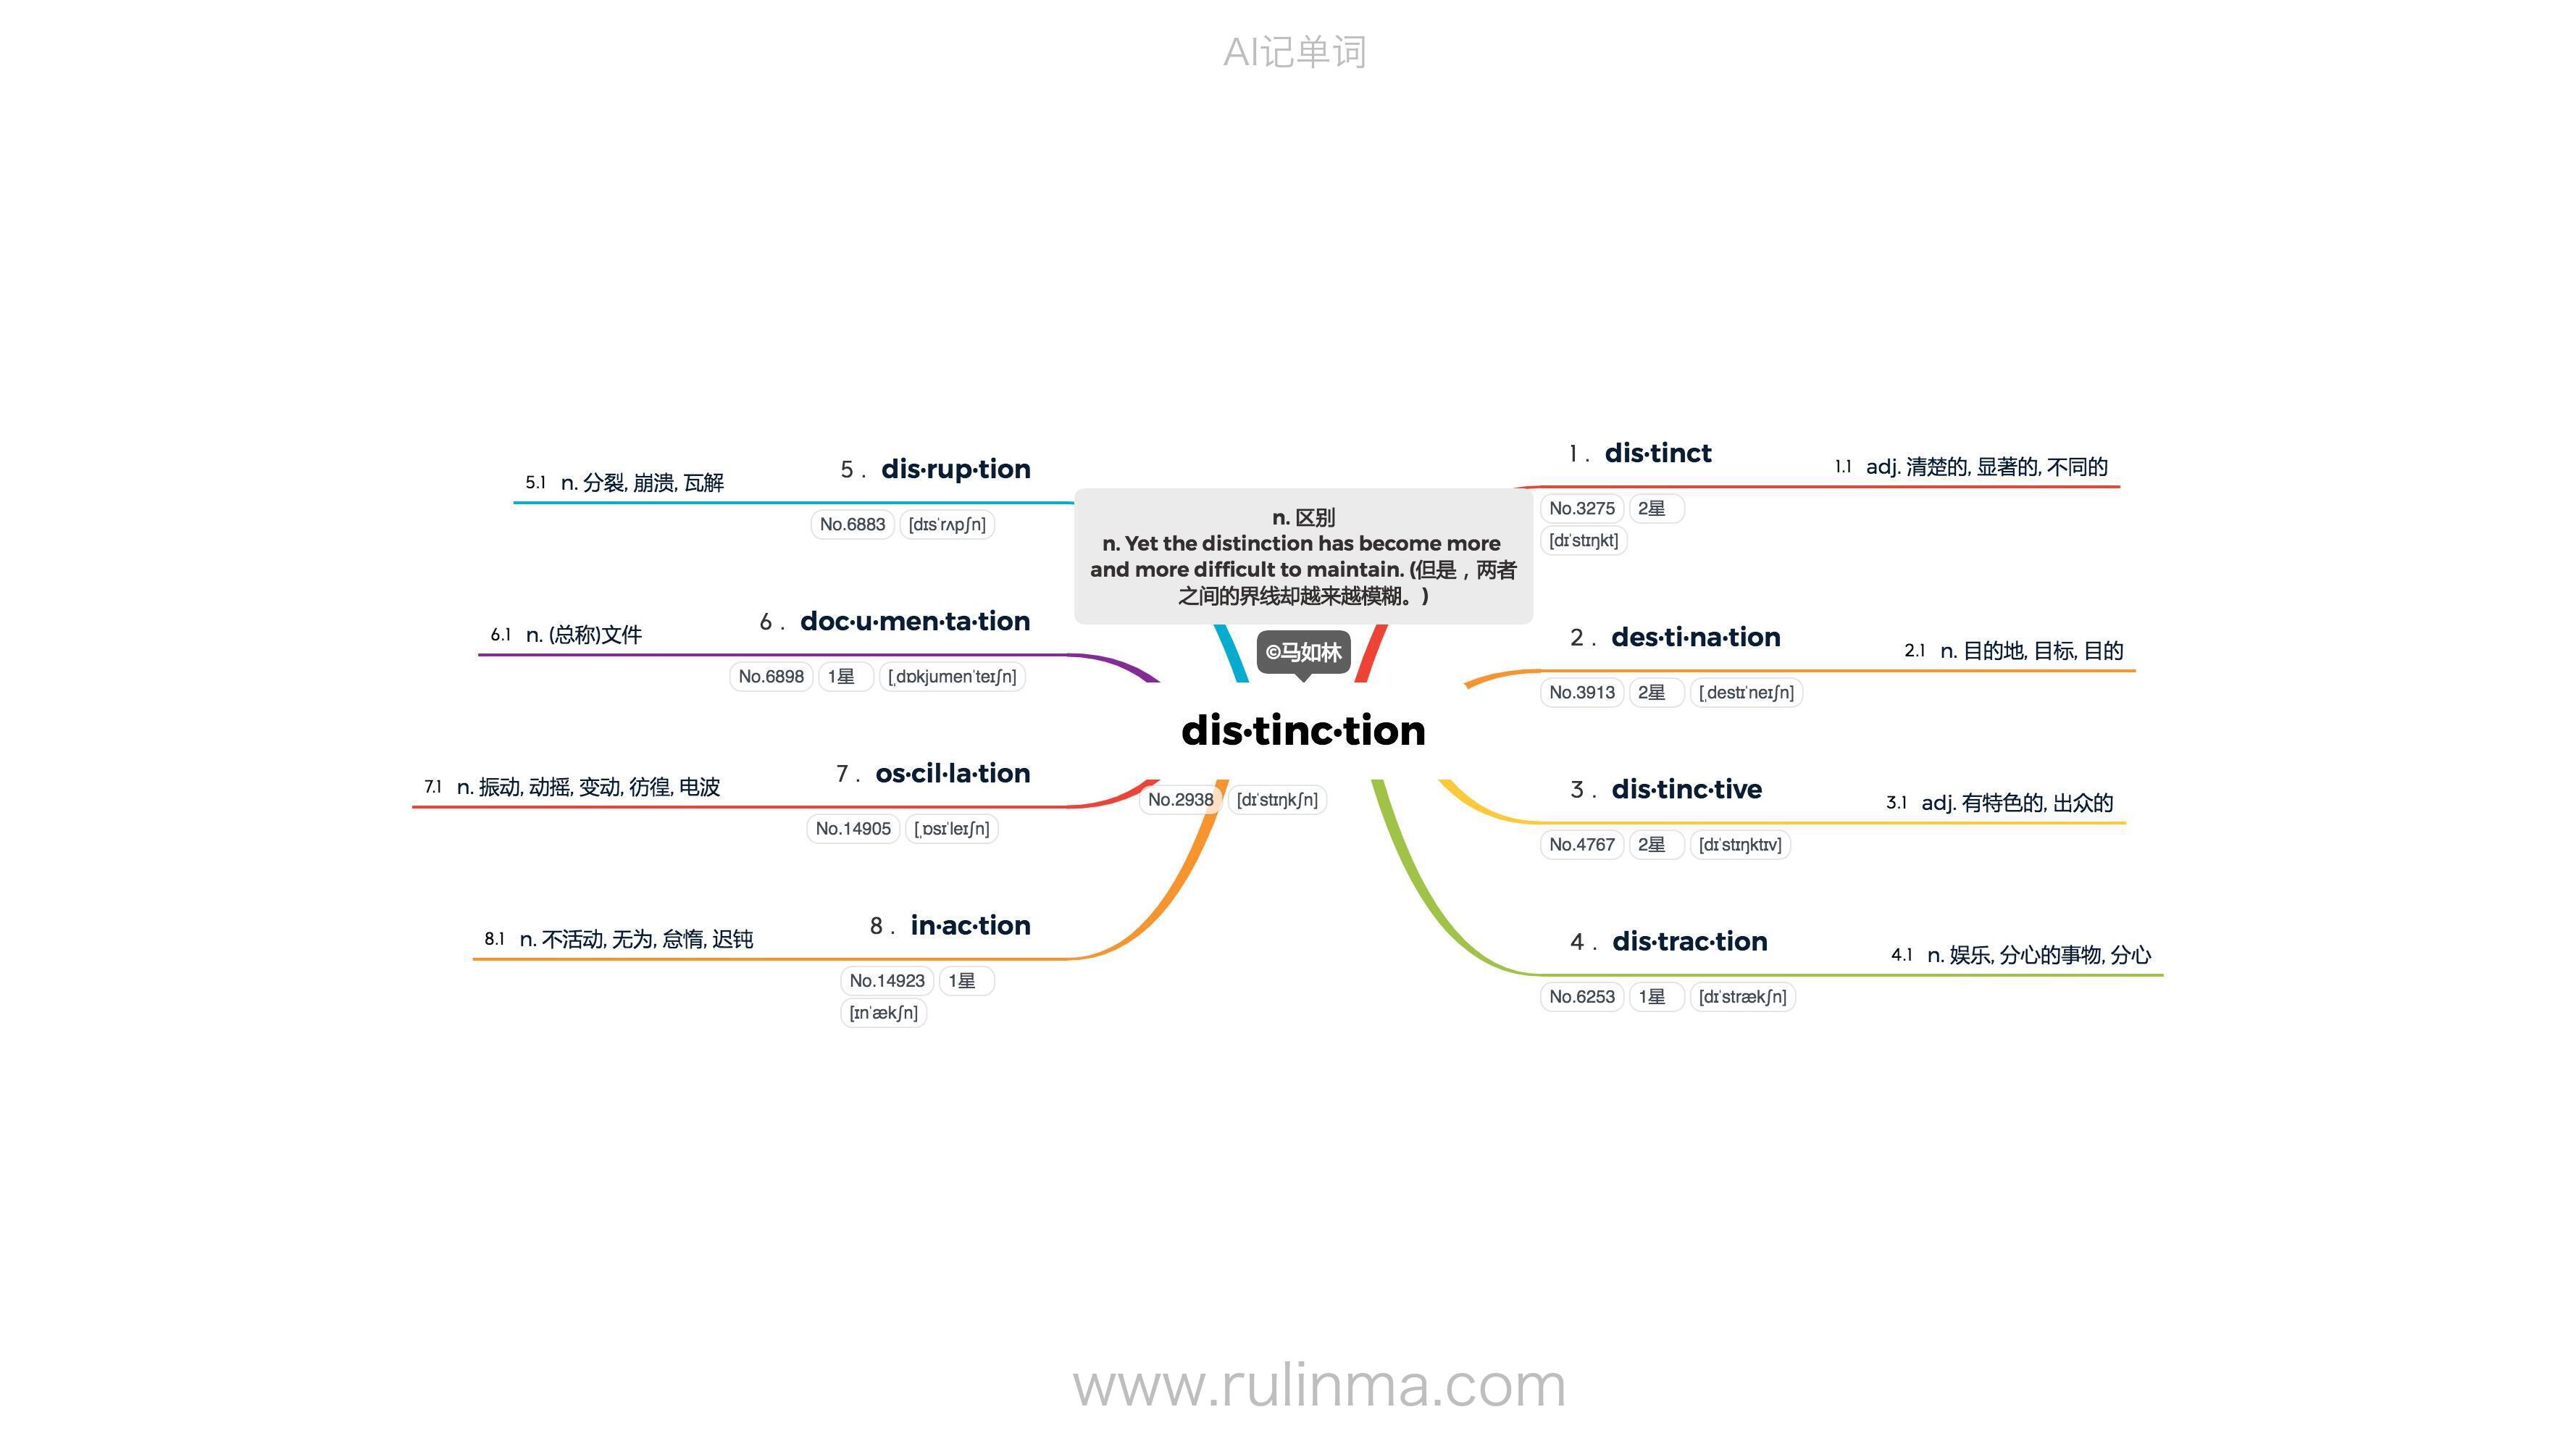 AI记单词
n. 区别
n. Yet the distinction has become more
and more difficult to maintain. (但是，两者
之间的界线却越来越模糊。)
©马如林
dis·tinc·tion
No.2938 [dɪˈstɪŋkʃn]
1. dis·tinct
No.3275 2星
[dɪˈstɪŋkt]
1.1 adj. 清楚的, 显著的, 不同的
2. des·ti·na·tion
No.3913 2星 [ˌdestɪˈneɪʃn]
2.1 n. 目的地, 目标, 目的
3. dis·tinc·tive
No.4767 2星 [dɪˈstɪŋktɪv]
3.1 adj. 有特色的, 出众的
4. dis·trac·tion
No.6253 1星 [dɪˈstrækʃn]
4.1 n. 娱乐, 分心的事物, 分心
5. dis·rup·tion
No.6883 [dɪsˈrʌpʃn]
5.1 n. 分裂, 崩溃, 瓦解
6. doc·u·men·ta·tion
No.6898 1星 [ˌdɒkjumenˈteɪʃn]
6.1 n. (总称)文件
7. os·cil·la·tion
No.14905 [ˌɒsɪˈleɪʃn]
7.1 n. 振动, 动摇, 变动, 彷徨, 电波
8. in·ac·tion
No.14923 1星
[ɪnˈækʃn]
8.1 n. 不活动, 无为, 怠惰, 迟钝
www.rulinma.com